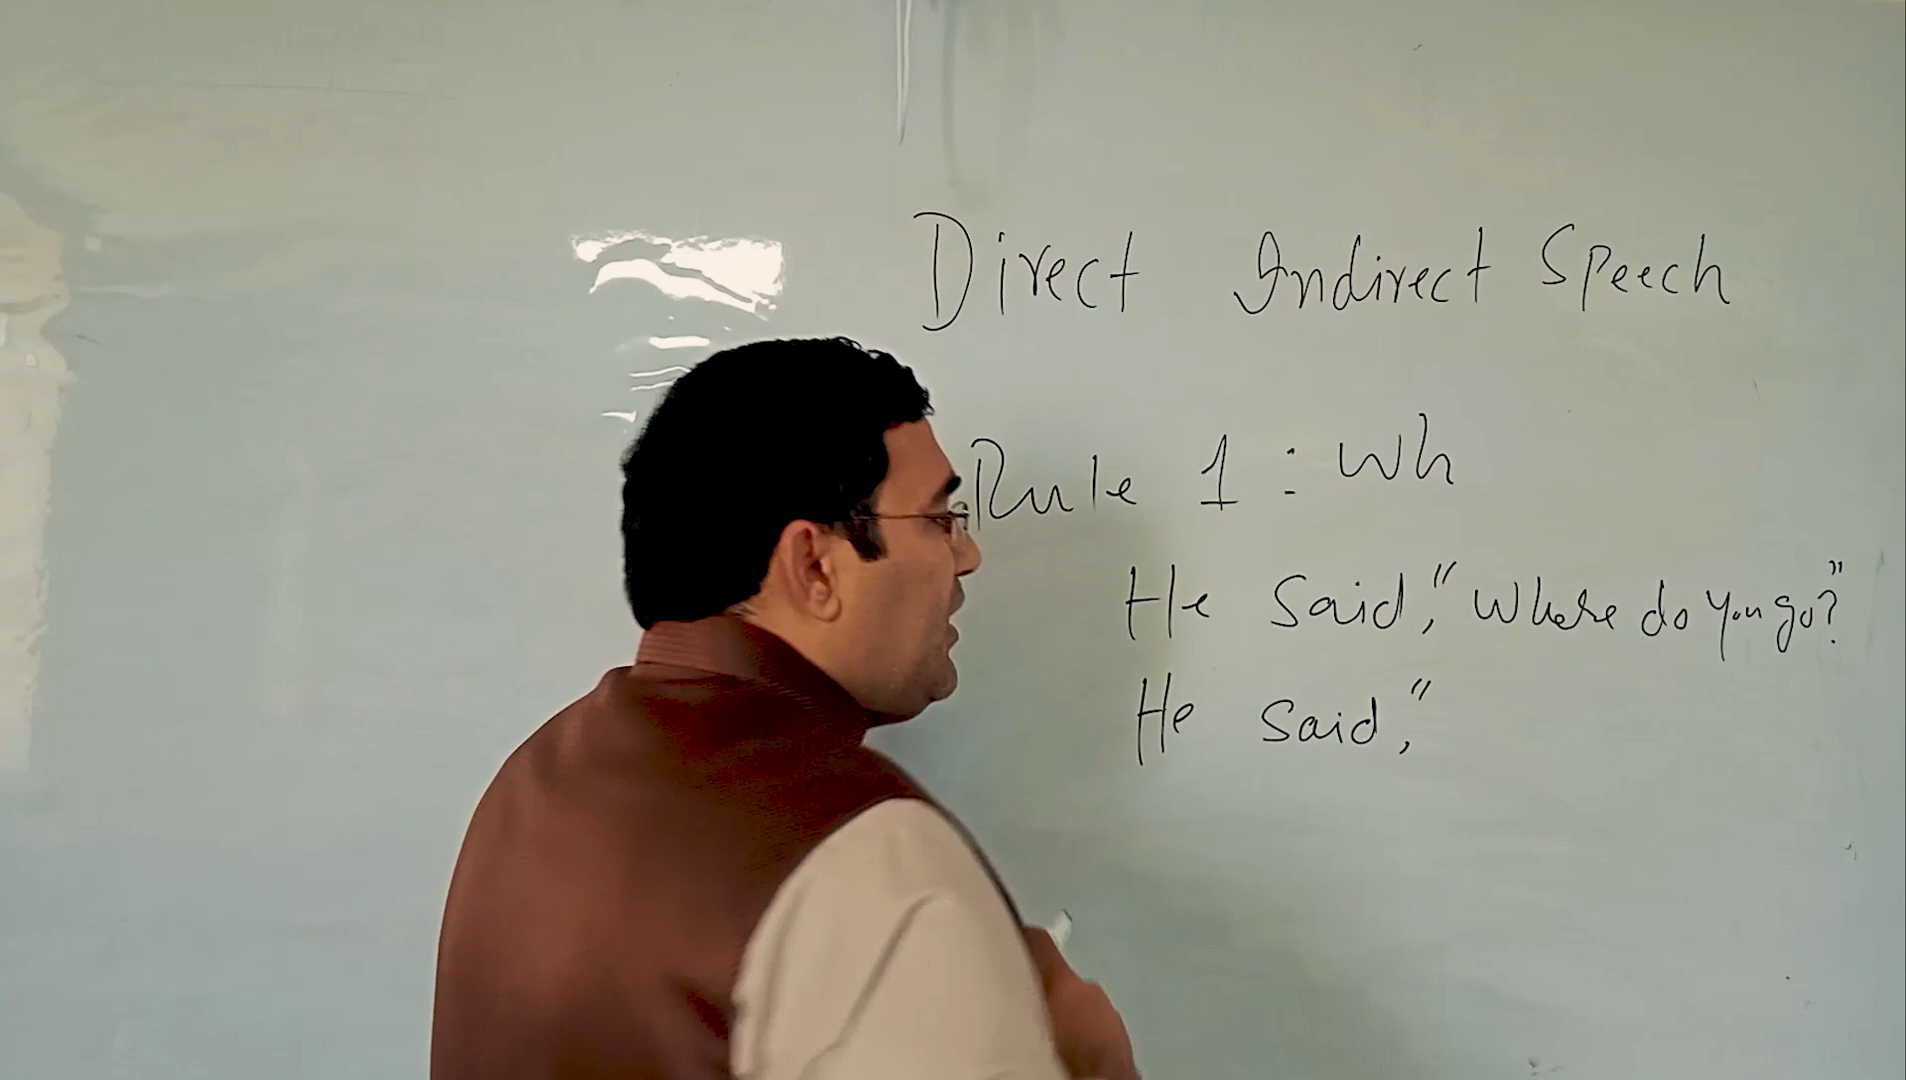 Direct Indirect Speech
Rule 1 : Wh
He said, "Where do you go?"
He said, "